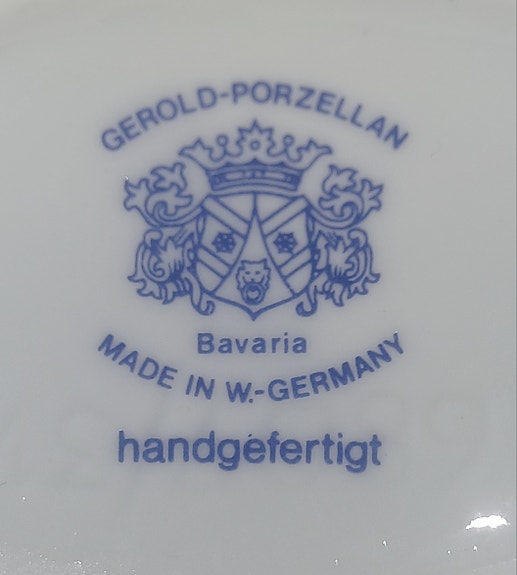 GEROLD-PORZELLAN
Bavaria
MADE IN W.-GERMANY
handgefertigt